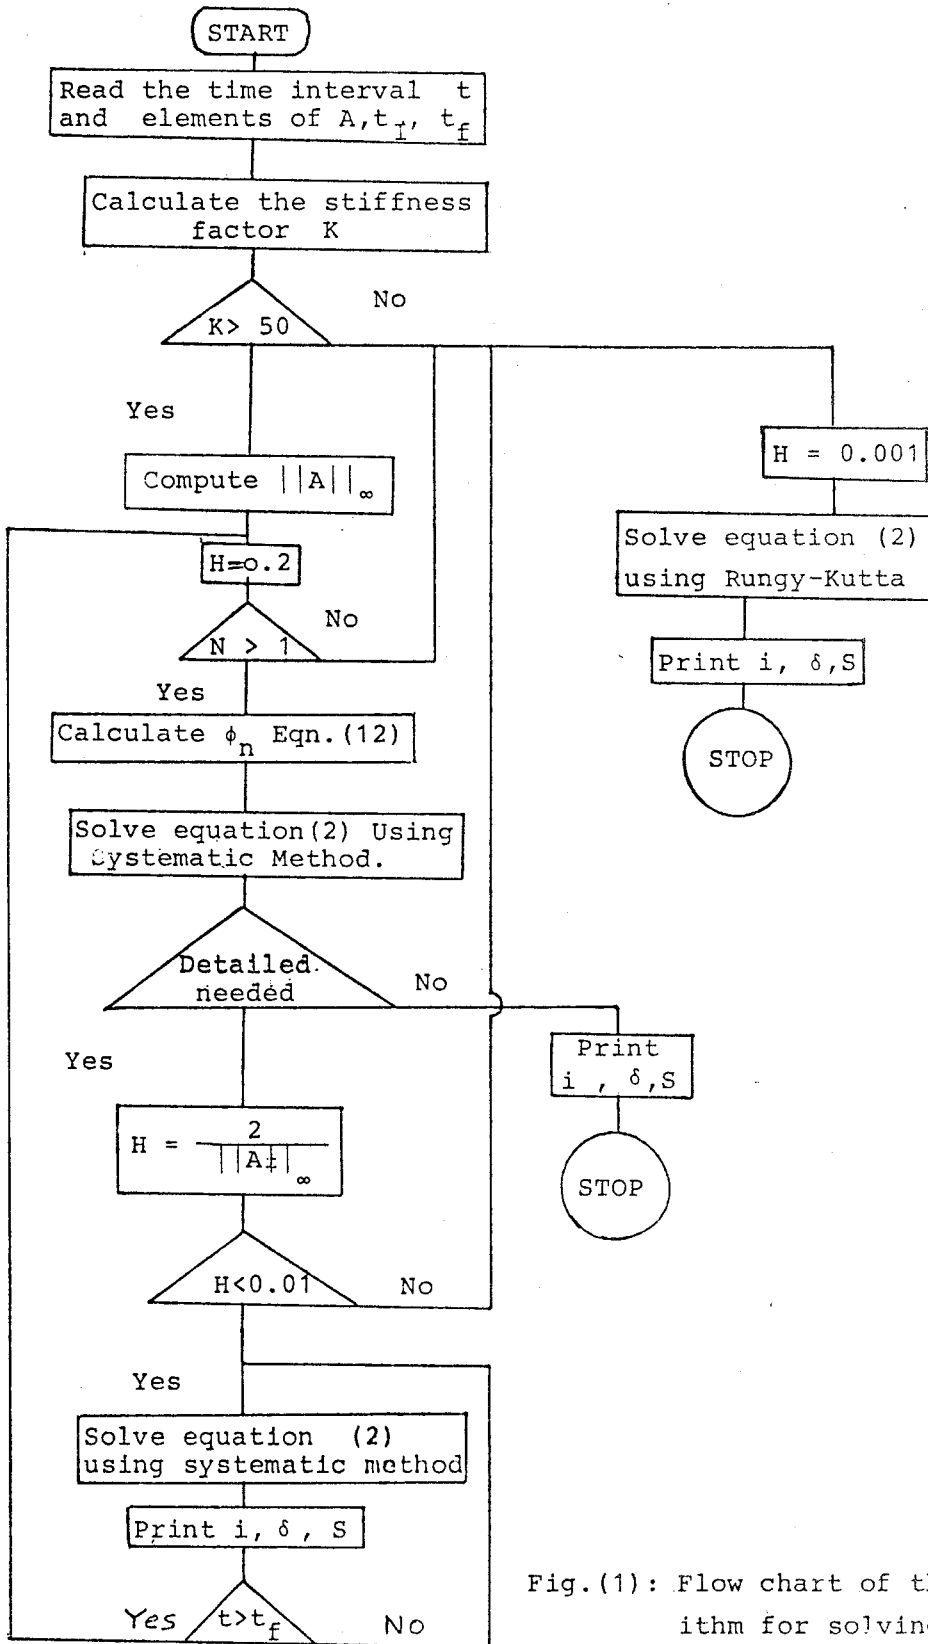 START
Read the time interval t
and elements of A,t_i, t_f
Calculate the stiffness
factor K
K> 50
No
Yes
Compute ||A||∞
H=0.2
N > 1
No
Yes
Calculate ϕ_n Eqn.(12)
Solve equation(2) Using
Systematic Method.
Detailed
needed
No
Yes
Print
i , δ,S
STOP
H = 2 / ||A||∞
H<0.01
No
Yes
Solve equation (2)
using systematic method
Print i, δ , S
t>t_f
Yes
No
H = 0.001
Solve equation (2)
using Rungy-Kutta
Print i, δ,S
STOP
Fig.(1): Flow chart of
ithm for solving